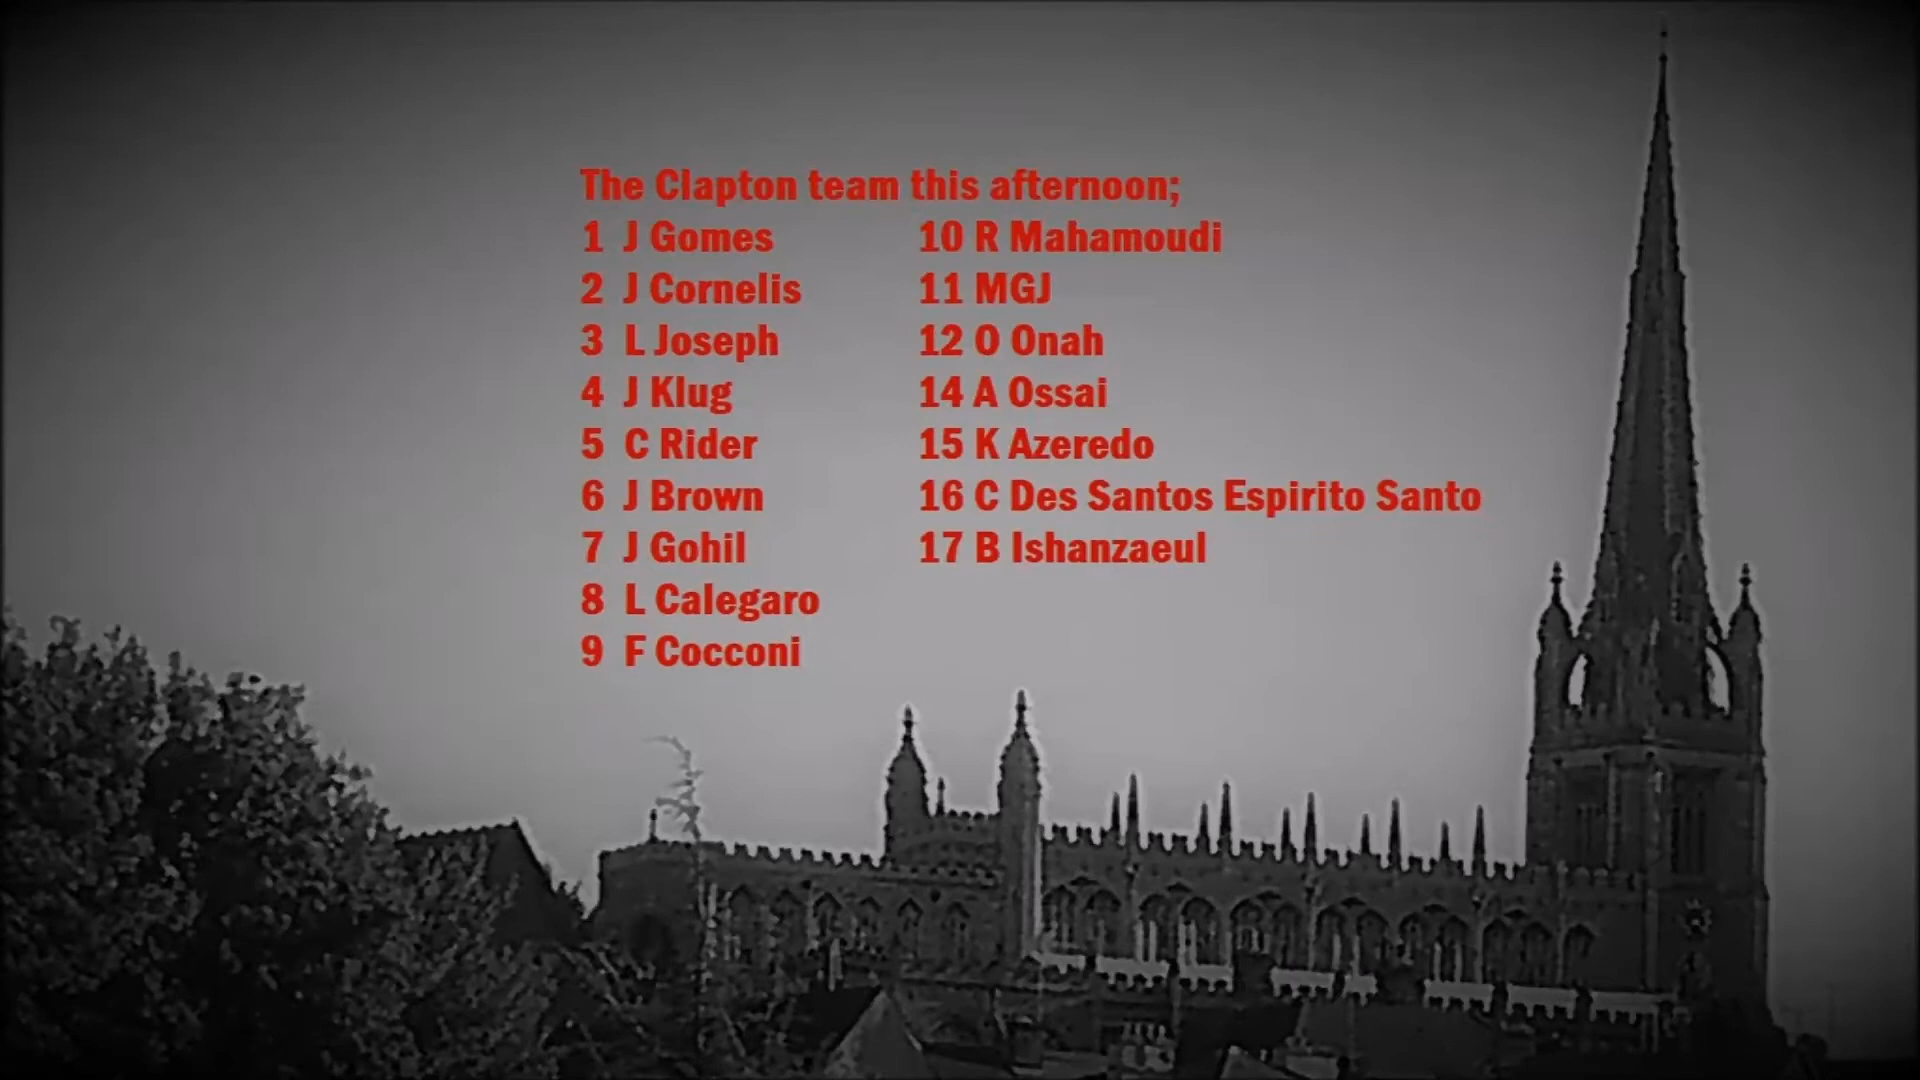 The Clapton team this afternoon;
1 J Gomes
2 J Cornelis
3 L Joseph
4 J Klug
5 C Rider
6 J Brown
7 J Gohil
8 L Calegaro
9 F Cocconi
10 R Mahamoudi
11 MGJ
12 O Onah
14 A Ossai
15 K Azeredo
16 C Des Santos Espirito Santo
17 B Ishanzaeul